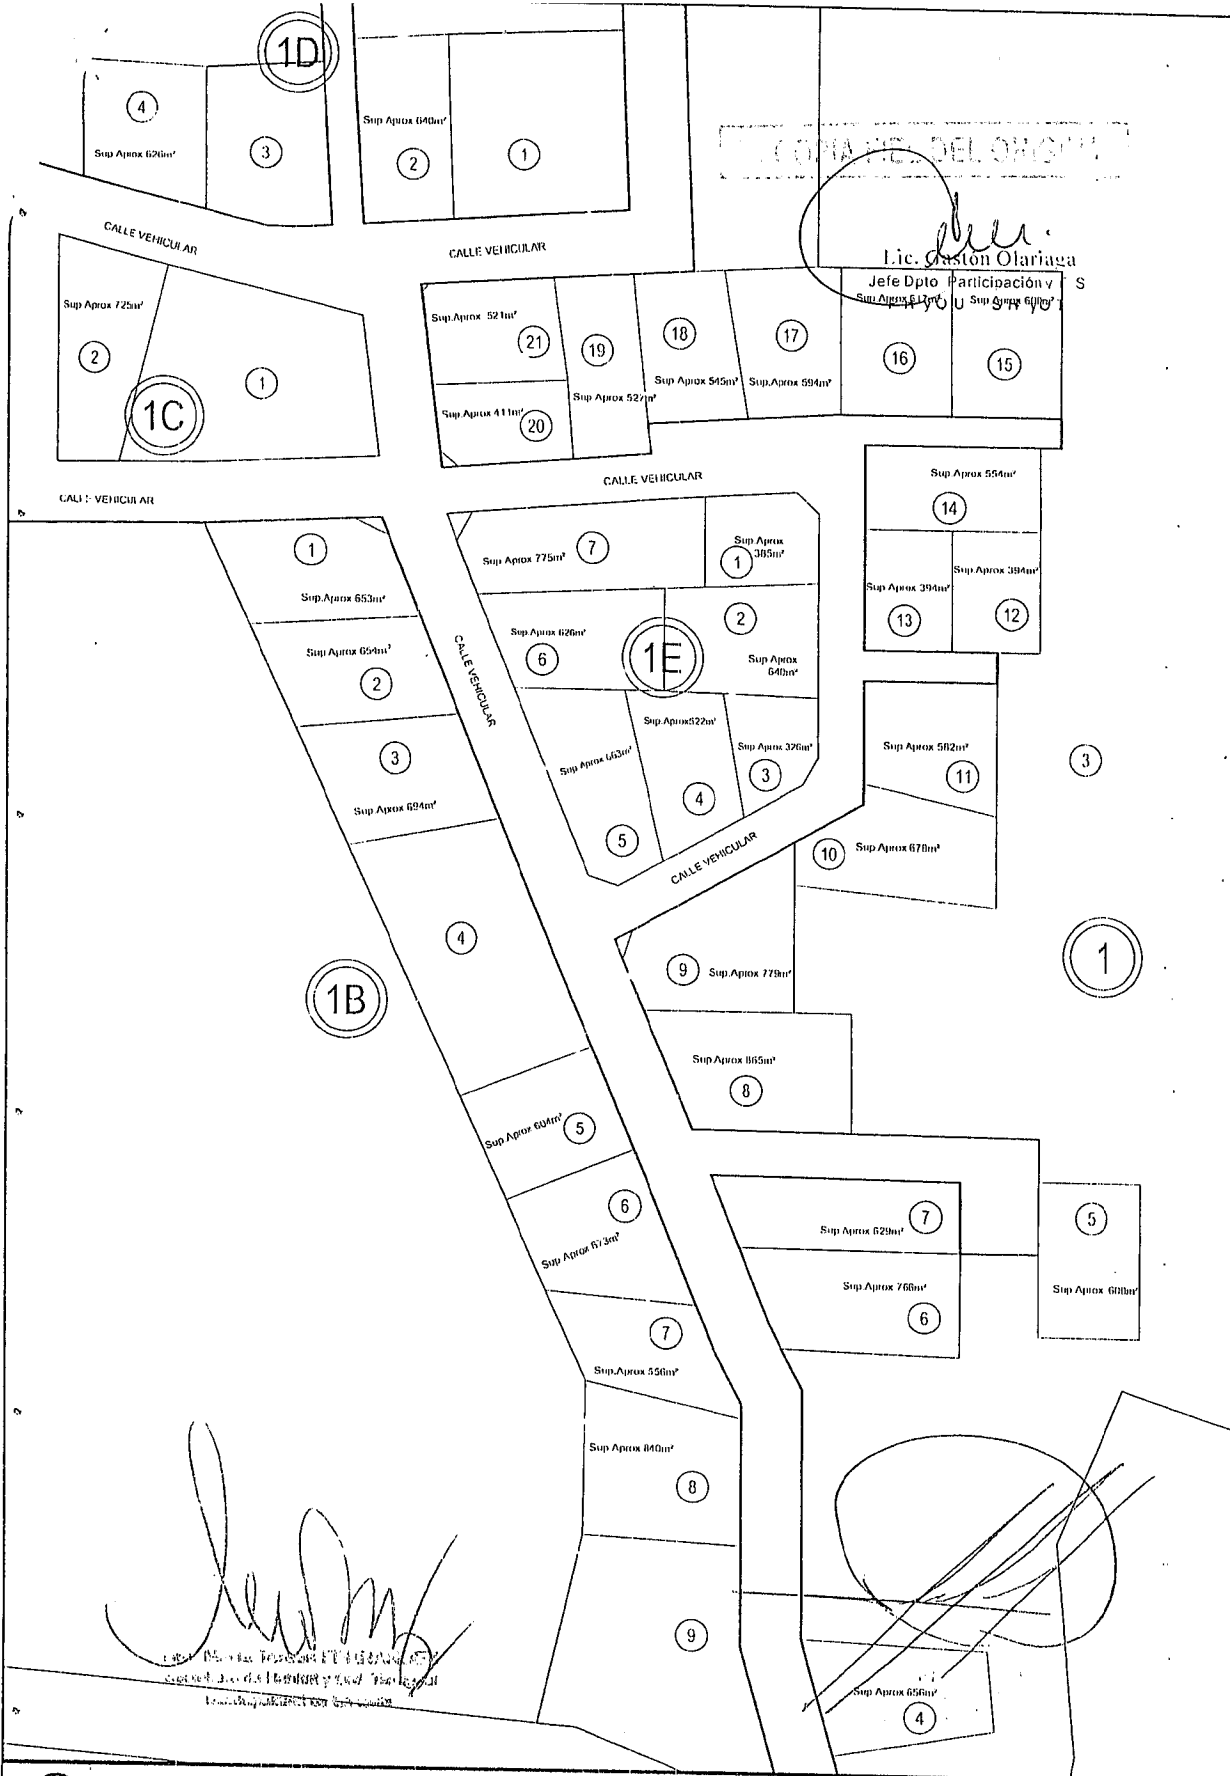 1D
4
Sup Aprox 626m²
3
Sup Aprox 640m²
2
1
COPIA FIEL DEL
Lic. Gastón Olariaga
Jefe Dpto Participación y
CALLE VEHICULAR
CALLE VEHICULAR
Sup Aprox 725m²
2
1
1C
Sup.Aprox 521m²
21
Sup.Aprox 411m²
20
19
Sup Aprox 527m²
18
Sup Aprox 545m²
17
Sup.Aprox 594m²
Sup Aprox 617m²
16
Sup Aprox
15
CALLE VEHICULAR
CALLE VEHICULAR
Sup Aprox 554m²
14
Sup Aprox 394m²
13
Sup.Aprox 394m²
12
1
Sup.Aprox 653m²
Sup Aprox 654m²
2
3
Sup Aprox 694m²
4
1B
CALLE VEHICULAR
Sup Aprox 775m²
7
Sup Aprox
385m²
1
Sup.Aprox 626m²
6
1E
2
Sup Aprox
640m²
Sup Aprox 663m²
5
Sup.Aprox522m²
4
Sup Aprox 326m²
3
CALLE VEHICULAR
Sup Aprox 582m²
11
3
10
Sup Aprox 678m²
1
9
Sup.Aprox 779m²
Sup Aprox 865m²
8
Sup Aprox 604m²
5
6
Sup Aprox 673m²
7
Sup.Aprox 556m²
Sup Aprox 629m²
7
Sup Aprox 766m²
6
5
Sup Aprox
Sup Aprox 840m²
8
9
Sup Aprox 656m²
4